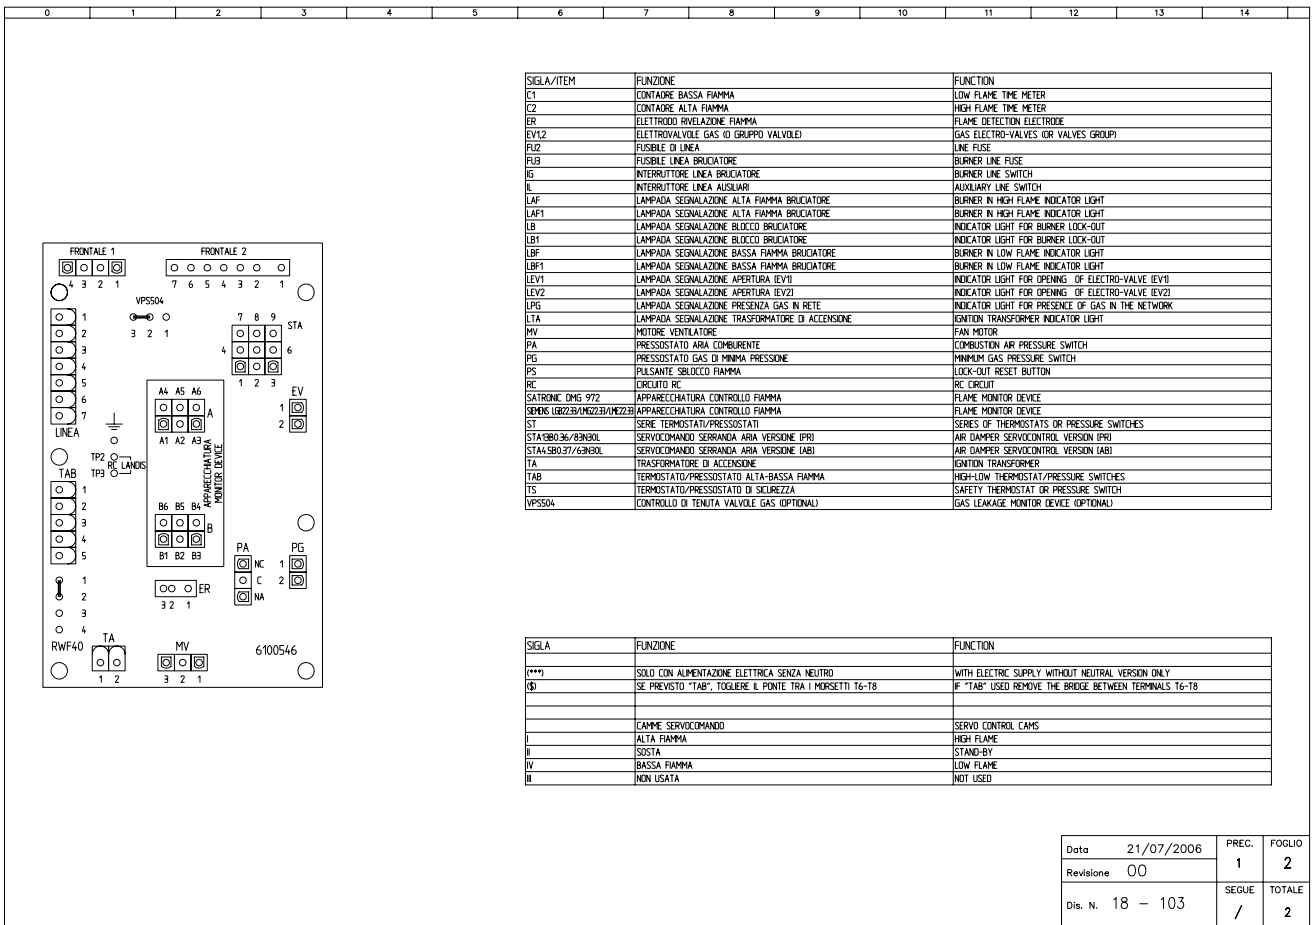 0 1 2 3 4 5 6 7 8 9 10 11 12 13 14
SIGLA/ITEM FUNZIONE FUNCTION
C1 CONTAORE BASSA FIAMMA LOW FLAME TIME METER
C2 CONTAORE ALTA FIAMMA HIGH FLAME TIME METER
ER ELETTRODO RIVELAZIONE FIAMMA FLAME DETECTION ELECTRODE
EV1,2 ELETTROVALVOLE GAS (O GRUPPO VALVOLE) GAS ELECTRO-VALVES (OR VALVES GROUP)
FU2 FUSIBILE DI LINEA LINE FUSE
FU3 FUSIBILE LINEA BRUCIATORE BURNER LINE FUSE
IG INTERRUTTORE LINEA BRUCIATORE BURNER LINE SWITCH
IL INTERRUTTORE LINEA AUSILIARI AUXILIARY LINE SWITCH
LAF LAMPADA SEGNALAZIONE ALTA FIAMMA BRUCIATORE BURNER IN HIGH FLAME INDICATOR LIGHT
LAF1 LAMPADA SEGNALAZIONE ALTA FIAMMA BRUCIATORE BURNER IN HIGH FLAME INDICATOR LIGHT
LB LAMPADA SEGNALAZIONE BLOCCO BRUCIATORE INDICATOR LIGHT FOR BURNER LOCK-OUT
LB1 LAMPADA SEGNALAZIONE BLOCCO BRUCIATORE INDICATOR LIGHT FOR BURNER LOCK-OUT
LBF LAMPADA SEGNALAZIONE BASSA FIAMMA BRUCIATORE BURNER IN LOW FLAME INDICATOR LIGHT
LBF1 LAMPADA SEGNALAZIONE BASSA FIAMMA BRUCIATORE BURNER IN LOW FLAME INDICATOR LIGHT
LEV1 LAMPADA SEGNALAZIONE APERTURA [EV1] INDICATOR LIGHT FOR OPENING OF ELECTRO-VALVE [EV1]
LEV2 LAMPADA SEGNALAZIONE APERTURA [EV2] INDICATOR LIGHT FOR OPENING OF ELECTRO-VALVE [EV2]
LPG LAMPADA SEGNALAZIONE PRESENZA GAS IN RETE INDICATOR LIGHT FOR PRESENCE OF GAS IN THE NETWORK
LTA LAMPADA SEGNALAZIONE TRASFORMATORE DI ACCENSIONE IGNITION TRANSFORMER INDICATOR LIGHT
MV MOTORE VENTILATORE FAN MOTOR
PA PRESSOSTATO ARIA COMBURENTE COMBUSTION AIR PRESSURE SWITCH
PG PRESSOSTATO GAS DI MINIMA PRESSIONE MINIMUM GAS PRESSURE SWITCH
PS PULSANTE SBLOCCO FIAMMA LOCK-OUT RESET BUTTON
RC CIRCUITO RC RC CIRCUIT
SATRONIC DMG 972 APPARECCHIATURA CONTROLLO FIAMMA FLAME MONITOR DEVICE
SIEMENS LGB22.33/LMG22.33/LME22.33 APPARECCHIATURA CONTROLLO FIAMMA FLAME MONITOR DEVICE
ST SERIE TERMOSTATI/PRESSOSTATI SERIES OF THERMOSTATS OR PRESSURE SWITCHES
STA13B0.36/83N30L SERVOCOMANDO SERRANDA ARIA VERSIONE [PR] AIR DAMPER SERVOCONTROL VERSION [PR]
STA4.5B0.37/63N30L SERVOCOMANDO SERRANDA ARIA VERSIONE [AB] AIR DAMPER SERVOCONTROL VERSION [AB]
TA TRASFORMATORE DI ACCENSIONE IGNITION TRANSFORMER
TAB TERMOSTATO/PRESSOSTATO ALTA-BASSA FIAMMA HIGH-LOW THERMOSTAT/PRESSURE SWITCHES
TS TERMOSTATO/PRESSOSTATO DI SICUREZZA SAFETY THERMOSTAT OR PRESSURE SWITCH
VPS504 CONTROLLO DI TENUTA VALVOLE GAS (OPTIONAL) GAS LEAKAGE MONITOR DEVICE (OPTIONAL)
FRONTALE 1 FRONTALE 2
4 3 2 1 7 6 5 4 3 2 1
VPS504
3 2 1
7 8 9 STA
4 6
1 2 3
1
2
3
4
5
6
7
LINEA
A4 A5 A6
A
A1 A2 A3
EV
1
2
TP2
TP3
RC LANDIS
APPARECCHIATURA
MONITOR DEVICE
TAB
1
2
3
4
5
B6 B5 B4
B
B1 B2 B3
PA
NC
C
NA
PG
1
2
ER
3 2 1
1
2
3
4
RWF40
TA
1 2
MV
3 2 1
6100546
SIGLA FUNZIONE FUNCTION
(***) SOLO CON ALIMENTAZIONE ELETTRICA SENZA NEUTRO WITH ELECTRIC SUPPLY WITHOUT NEUTRAL VERSION ONLY
($) SE PREVISTO "TAB", TOGLIERE IL PONTE TRA I MORSETTI T6-T8 IF "TAB" USED REMOVE THE BRIDGE BETWEEN TERMINALS T6-T8
CAMME SERVOCOMANDO SERVO CONTROL CAMS
I ALTA FIAMMA HIGH FLAME
II SOSTA STAND-BY
IV BASSA FIAMMA LOW FLAME
III NON USATA NOT USED
Data 21/07/2006 PREC. FOGLIO
Revisione 00 1 2
Dis. N. 18 - 103 SEGUE TOTALE
/ 2